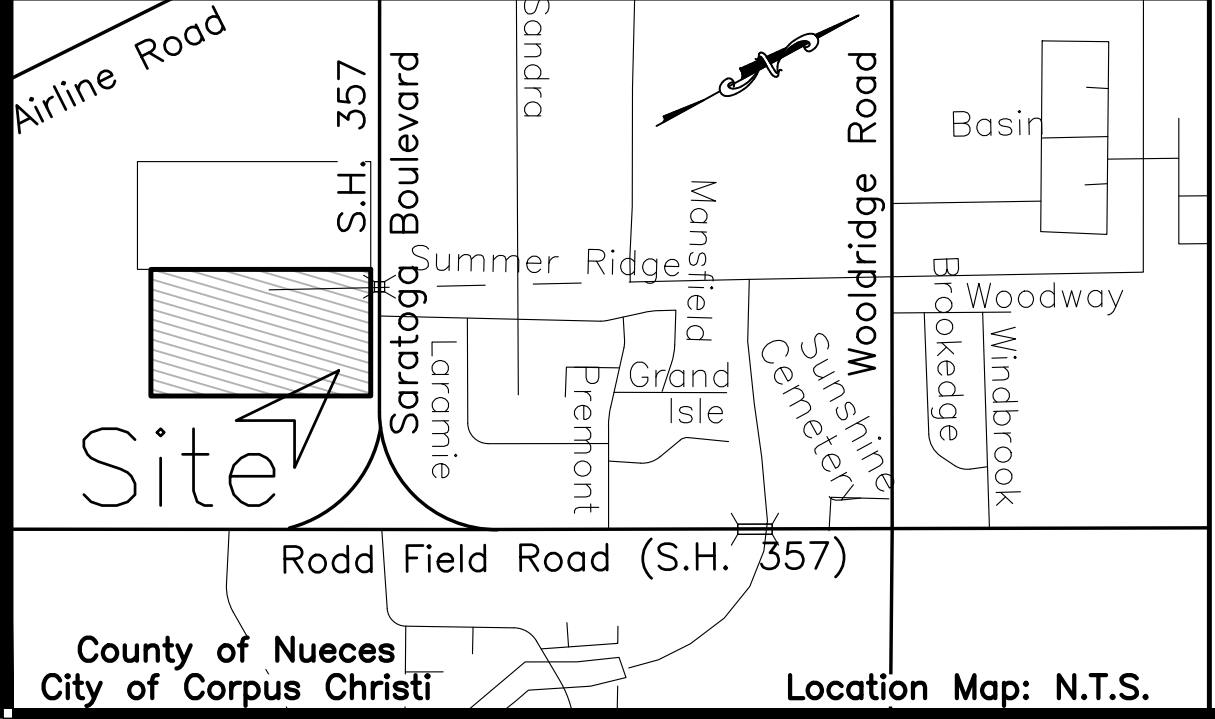 Airline Road
S.H. 357
Saratoga Boulevard
Sandra
N
Wooldridge Road
Basin
Mansfield
Summer Ridge
Brookedge
Woodway
Windbrook
Laramie
Premont
Grand
Isle
Sunshine
Cemetery
Site
Rodd Field Road (S.H. 357)
County of Nueces
City of Corpus Christi
Location Map: N.T.S.